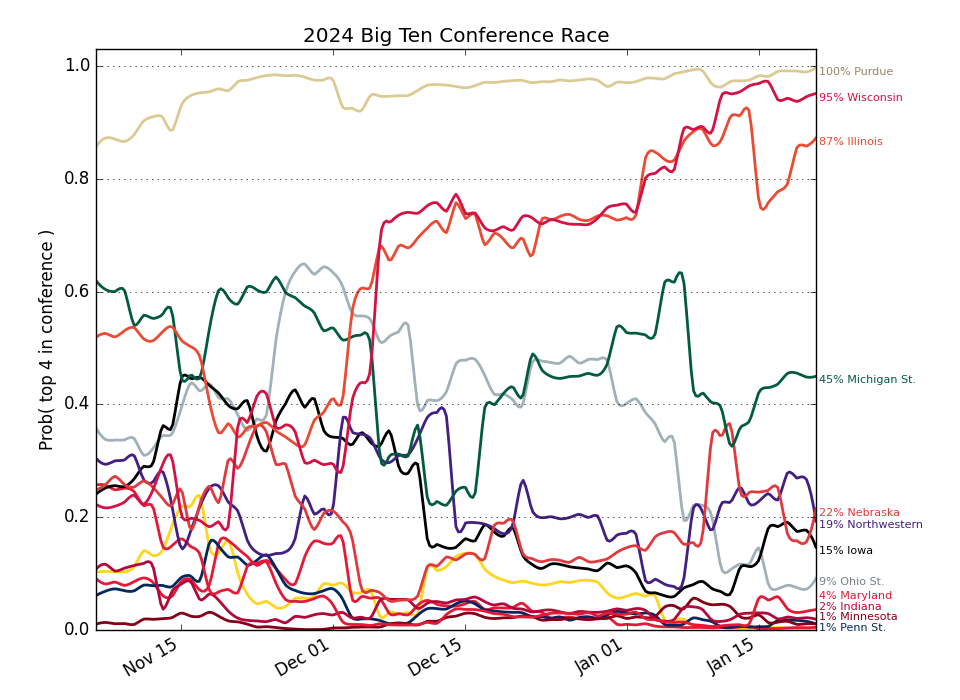 2024 Big Ten Conference Race
Prob( top 4 in conference )
1.0
0.8
0.6
0.4
0.2
0.0
Nov 15
Dec 01
Dec 15
Jan 01
Jan 15
100% Purdue
95% Wisconsin
87% Illinois
45% Michigan St.
22% Nebraska
19% Northwestern
15% Iowa
9% Ohio St.
4% Maryland
2% Indiana
1% Minnesota
1% Penn St.